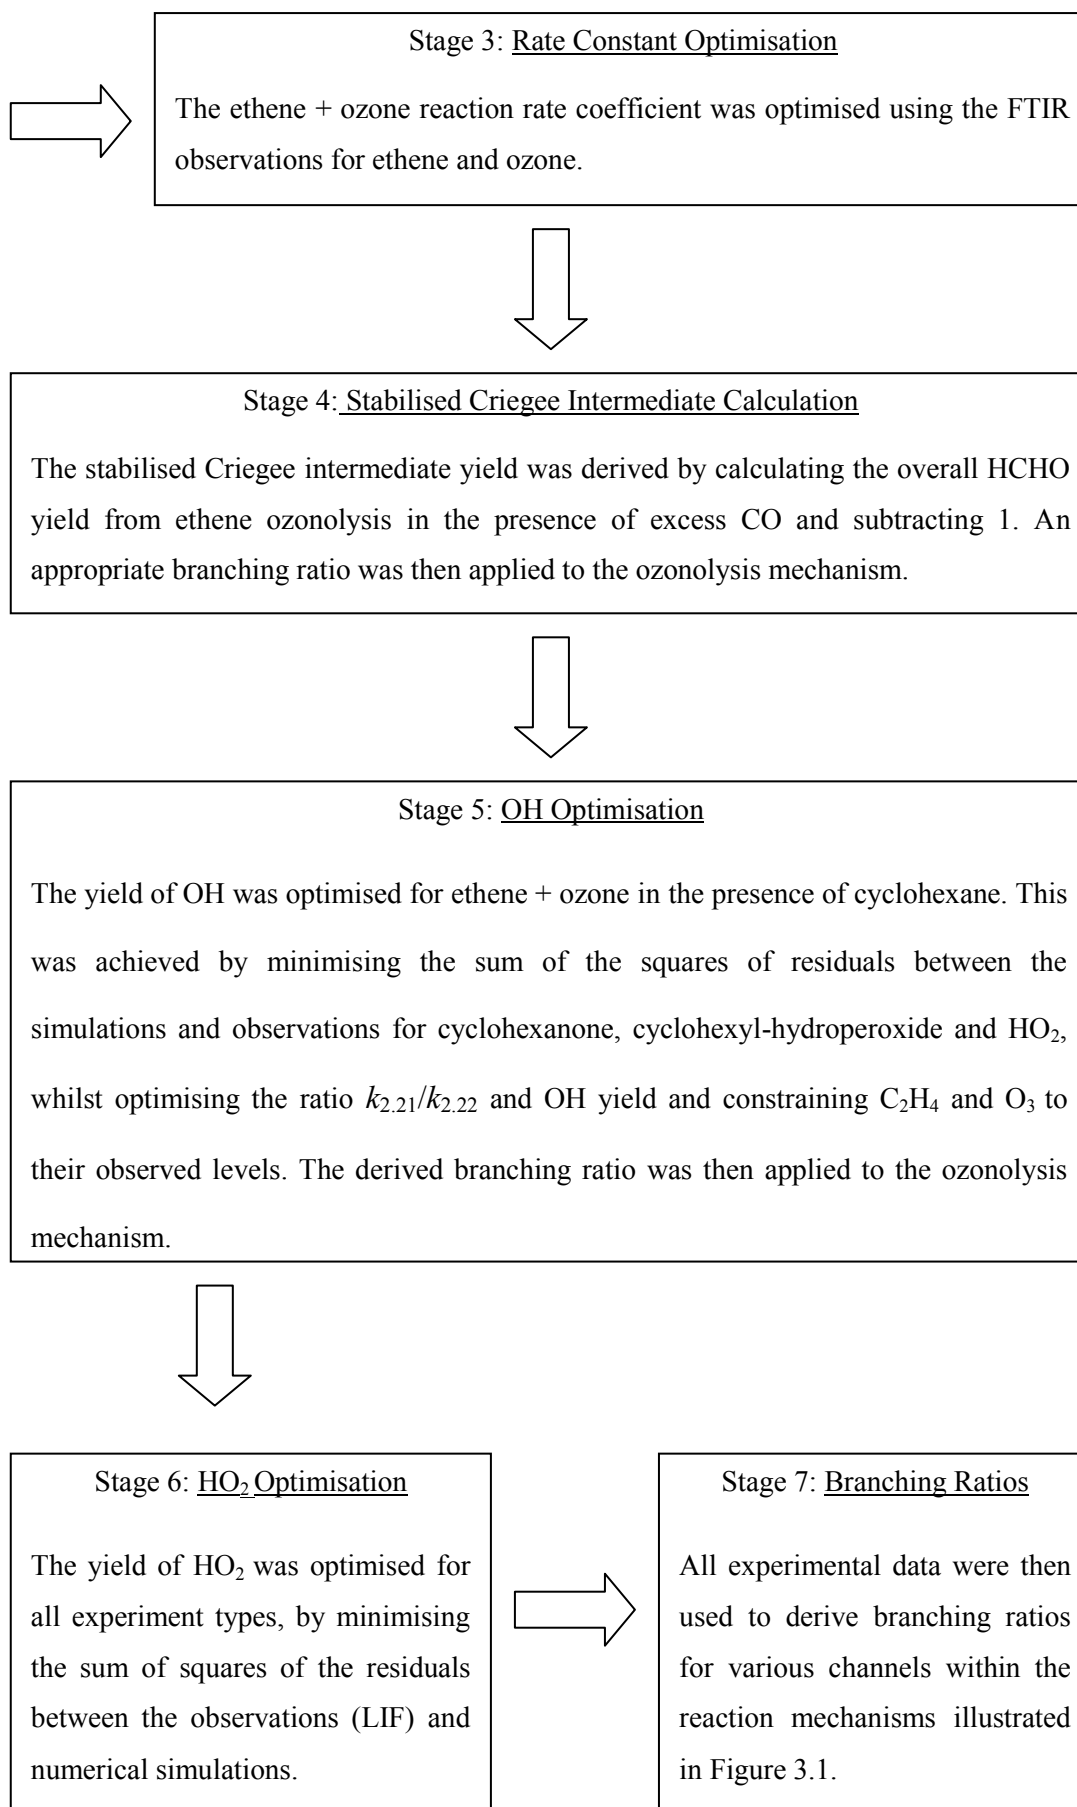 Stage 3: Rate Constant Optimisation
The ethene + ozone reaction rate coefficient was optimised using the FTIR
observations for ethene and ozone.
Stage 4: Stabilised Criegee Intermediate Calculation
The stabilised Criegee intermediate yield was derived by calculating the overall HCHO
yield from ethene ozonolysis in the presence of excess CO and subtracting 1. An
appropriate branching ratio was then applied to the ozonolysis mechanism.
Stage 5: OH Optimisation
The yield of OH was optimised for ethene + ozone in the presence of cyclohexane. This
was achieved by minimising the sum of the squares of residuals between the
simulations and observations for cyclohexanone, cyclohexyl-hydroperoxide and HO₂,
whilst optimising the ratio k₂.₂₁/k₂.₂₂ and OH yield and constraining C₂H₄ and O₃ to
their observed levels. The derived branching ratio was then applied to the ozonolysis
mechanism.
Stage 6: HO₂ Optimisation
The yield of HO₂ was optimised for
all experiment types, by minimising
the sum of squares of the residuals
between the observations (LIF) and
numerical simulations.
Stage 7: Branching Ratios
All experimental data were then
used to derive branching ratios
for various channels within the
reaction mechanisms illustrated
in Figure 3.1.